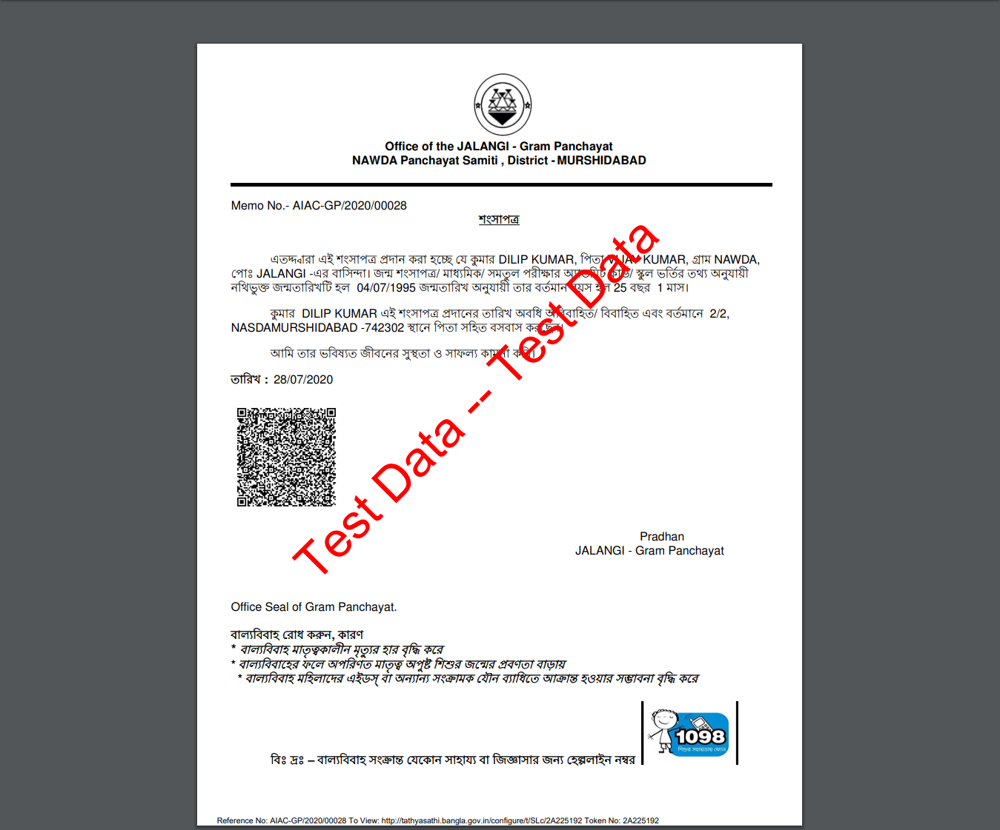 Office of the JALANGI - Gram Panchayat
NAWDA Panchayat Samiti , District - MURSHIDABAD
Memo No.- AIAC-GP/2020/00028
শংসাপত্র
এতদ্দ্বারা এই শংসাপত্র প্রদান করা হচ্ছে যে কুমার DILIP KUMAR, পিতা VIJAY KUMAR, গ্রাম NAWDA,
পোঃ JALANGI -এর বাসিন্দা। জন্ম শংসাপত্র/ মাধ্যমিক/ সমতুল পরীক্ষার অ্যাডমিট কার্ড/ স্কুল ভর্তির তথ্য অনুযায়ী
নথিভুক্ত জন্মতারিখটি হল 04/07/1995 জন্মতারিখ অনুযায়ী তার বর্তমান বয়স হল 25 বছর 1 মাস।
কুমার DILIP KUMAR এই শংসাপত্র প্রদানের তারিখ অবধি অবিবাহিত/ বিবাহিত এবং বর্তমানে 2/2,
NASDAMURSHIDABAD -742302 স্থানে পিতা সহিত বসবাস করছেন।
আমি তার ভবিষ্যত জীবনের সুস্থতা ও সাফল্য কামনা করি।
তারিখ : 28/07/2020
Test Data -- Test Data
Pradhan
JALANGI - Gram Panchayat
Office Seal of Gram Panchayat.
বাল্যবিবাহ রোধ করুন, কারণ
* বাল্যবিবাহ মাতৃত্বকালীন মৃত্যুর হার বৃদ্ধি করে
* বাল্যবিবাহের ফলে অপরিণত মাতৃত্ব অপুষ্ট শিশুর জন্মের প্রবণতা বাড়ায়
* বাল্যবিবাহ মহিলাদের এইডস্ বা অন্যান্য সংক্রামক যৌন ব্যাধিতে আক্রান্ত হওয়ার সম্ভাবনা বৃদ্ধি করে
1098
শিশুর সহায়তায় ফোন
বিঃ দ্রঃ – বাল্যবিবাহ সংক্রান্ত যেকোন সাহায্য বা জিজ্ঞাসার জন্য হেল্পলাইন নম্বর
Reference No: AIAC-GP/2020/00028 To View: http://tathyasathi.bangla.gov.in/configure/t/SLc/2A225192 Token No: 2A225192